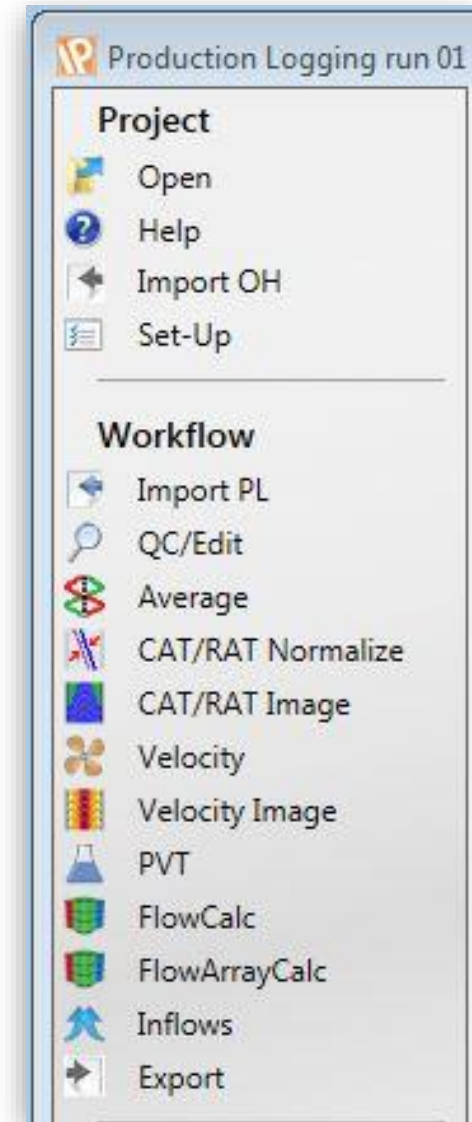 Production Logging run 01
Project
Open
Help
Import OH
Set-Up
Workflow
Import PL
QC/Edit
Average
CAT/RAT Normalize
CAT/RAT Image
Velocity
Velocity Image
PVT
FlowCalc
FlowArrayCalc
Inflows
Export